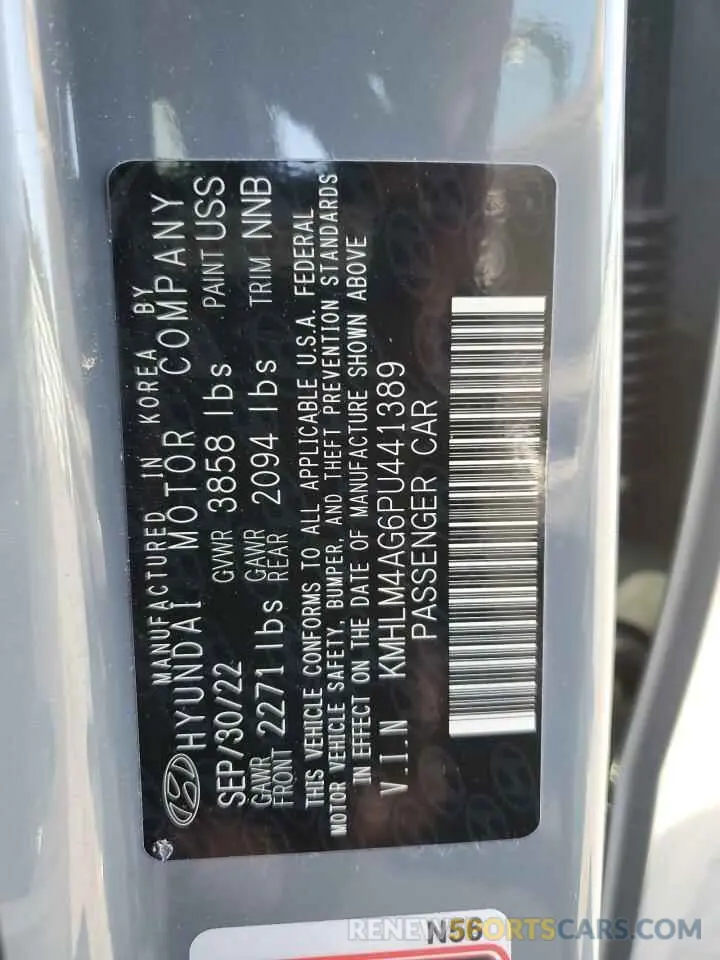 MANUFACTURED IN KOREA BY
HYUNDAI MOTOR COMPANY
SEP/30/22 GVWR 3858 lbs PAINT USS
GAWR FRONT 2271 lbs GAWR REAR 2094 lbs TRIM NNB
THIS VEHICLE CONFORMS TO ALL APPLICABLE U.S.A. FEDERAL
MOTOR VEHICLE SAFETY, BUMPER, AND THEFT PREVENTION STANDARDS
IN EFFECT ON THE DATE OF MANUFACTURE SHOWN ABOVE
V.I.N KMHLM4AG6PU441389
PASSENGER CAR
N56
RENEWSPORTSCARS.COM